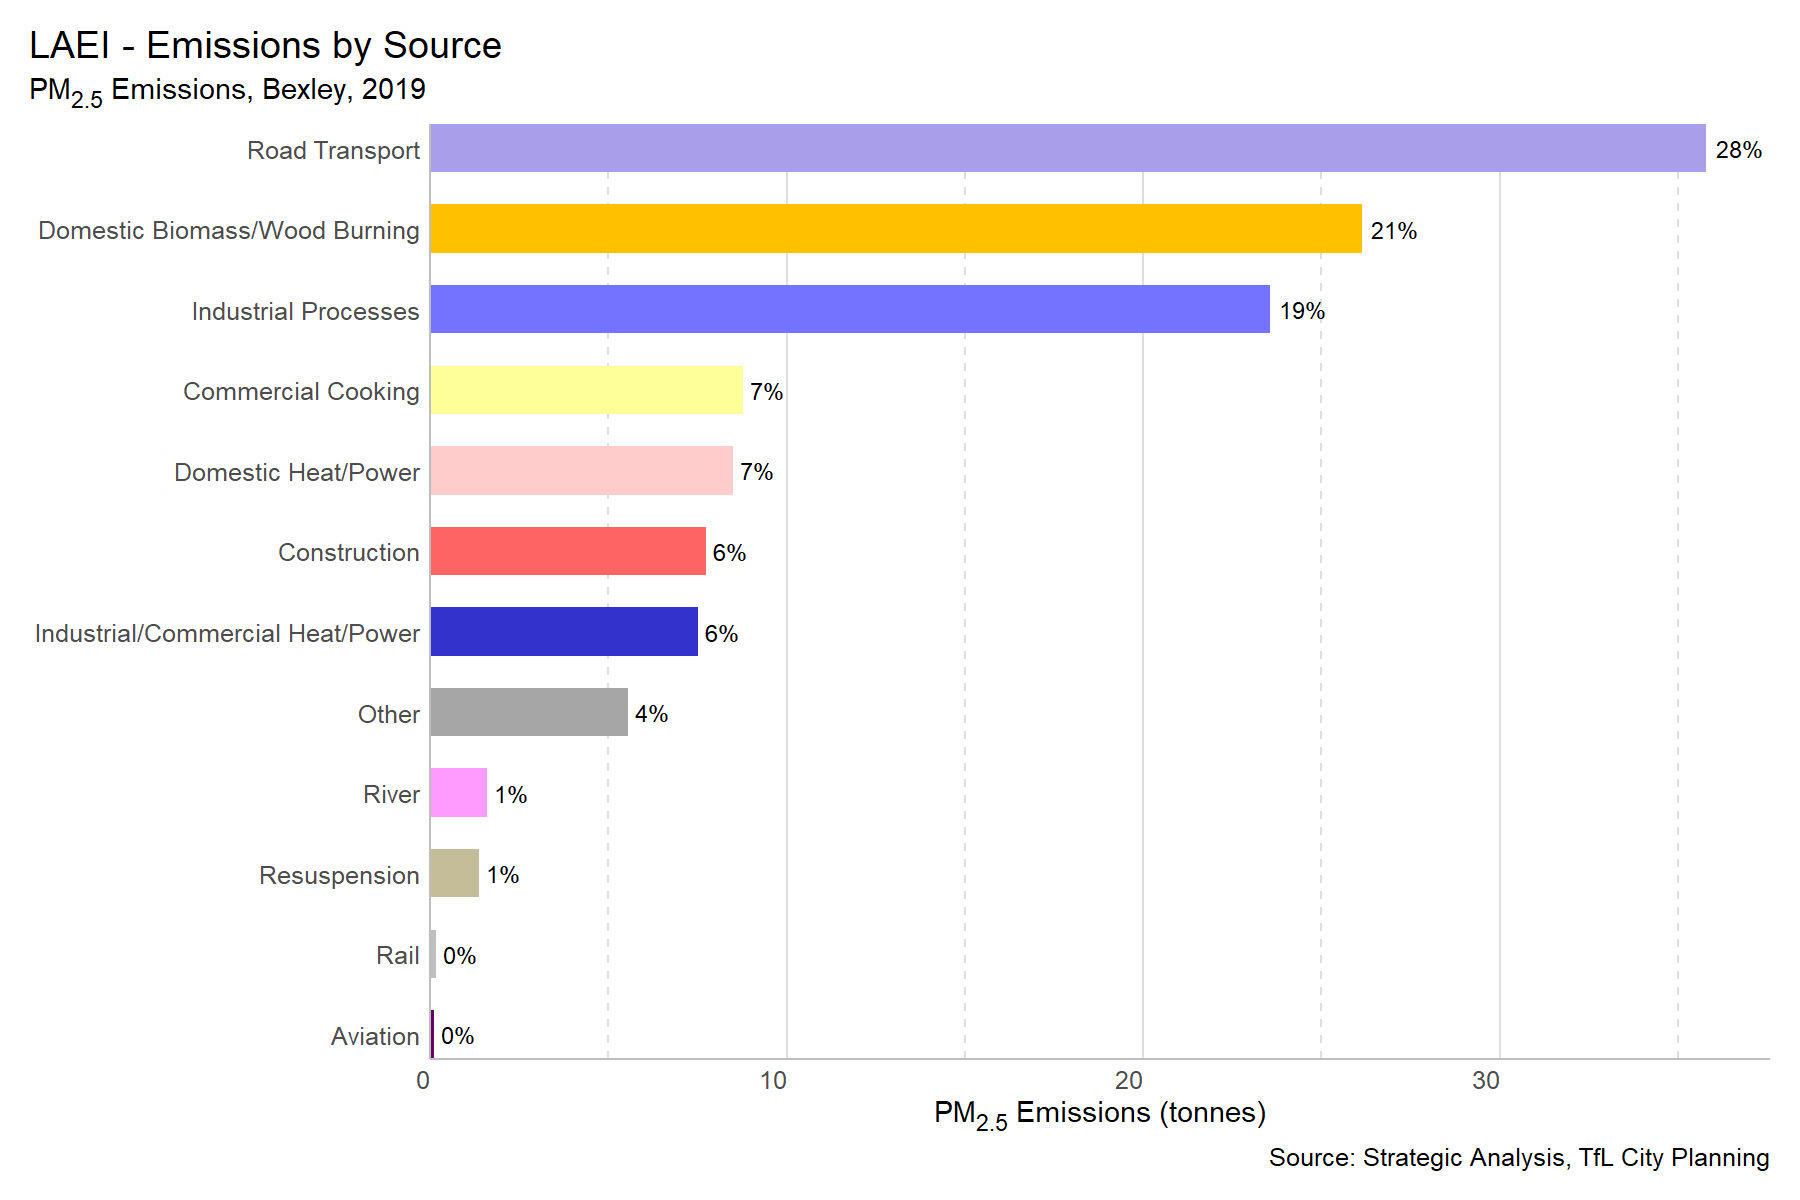 LAEI - Emissions by Source
PM2.5 Emissions, Bexley, 2019
Road Transport 28%
Domestic Biomass/Wood Burning 21%
Industrial Processes 19%
Commercial Cooking 7%
Domestic Heat/Power 7%
Construction 6%
Industrial/Commercial Heat/Power 6%
Other 4%
River 1%
Resuspension 1%
Rail 0%
Aviation 0%
0 10 20 30
PM2.5 Emissions (tonnes)
Source: Strategic Analysis, TfL City Planning